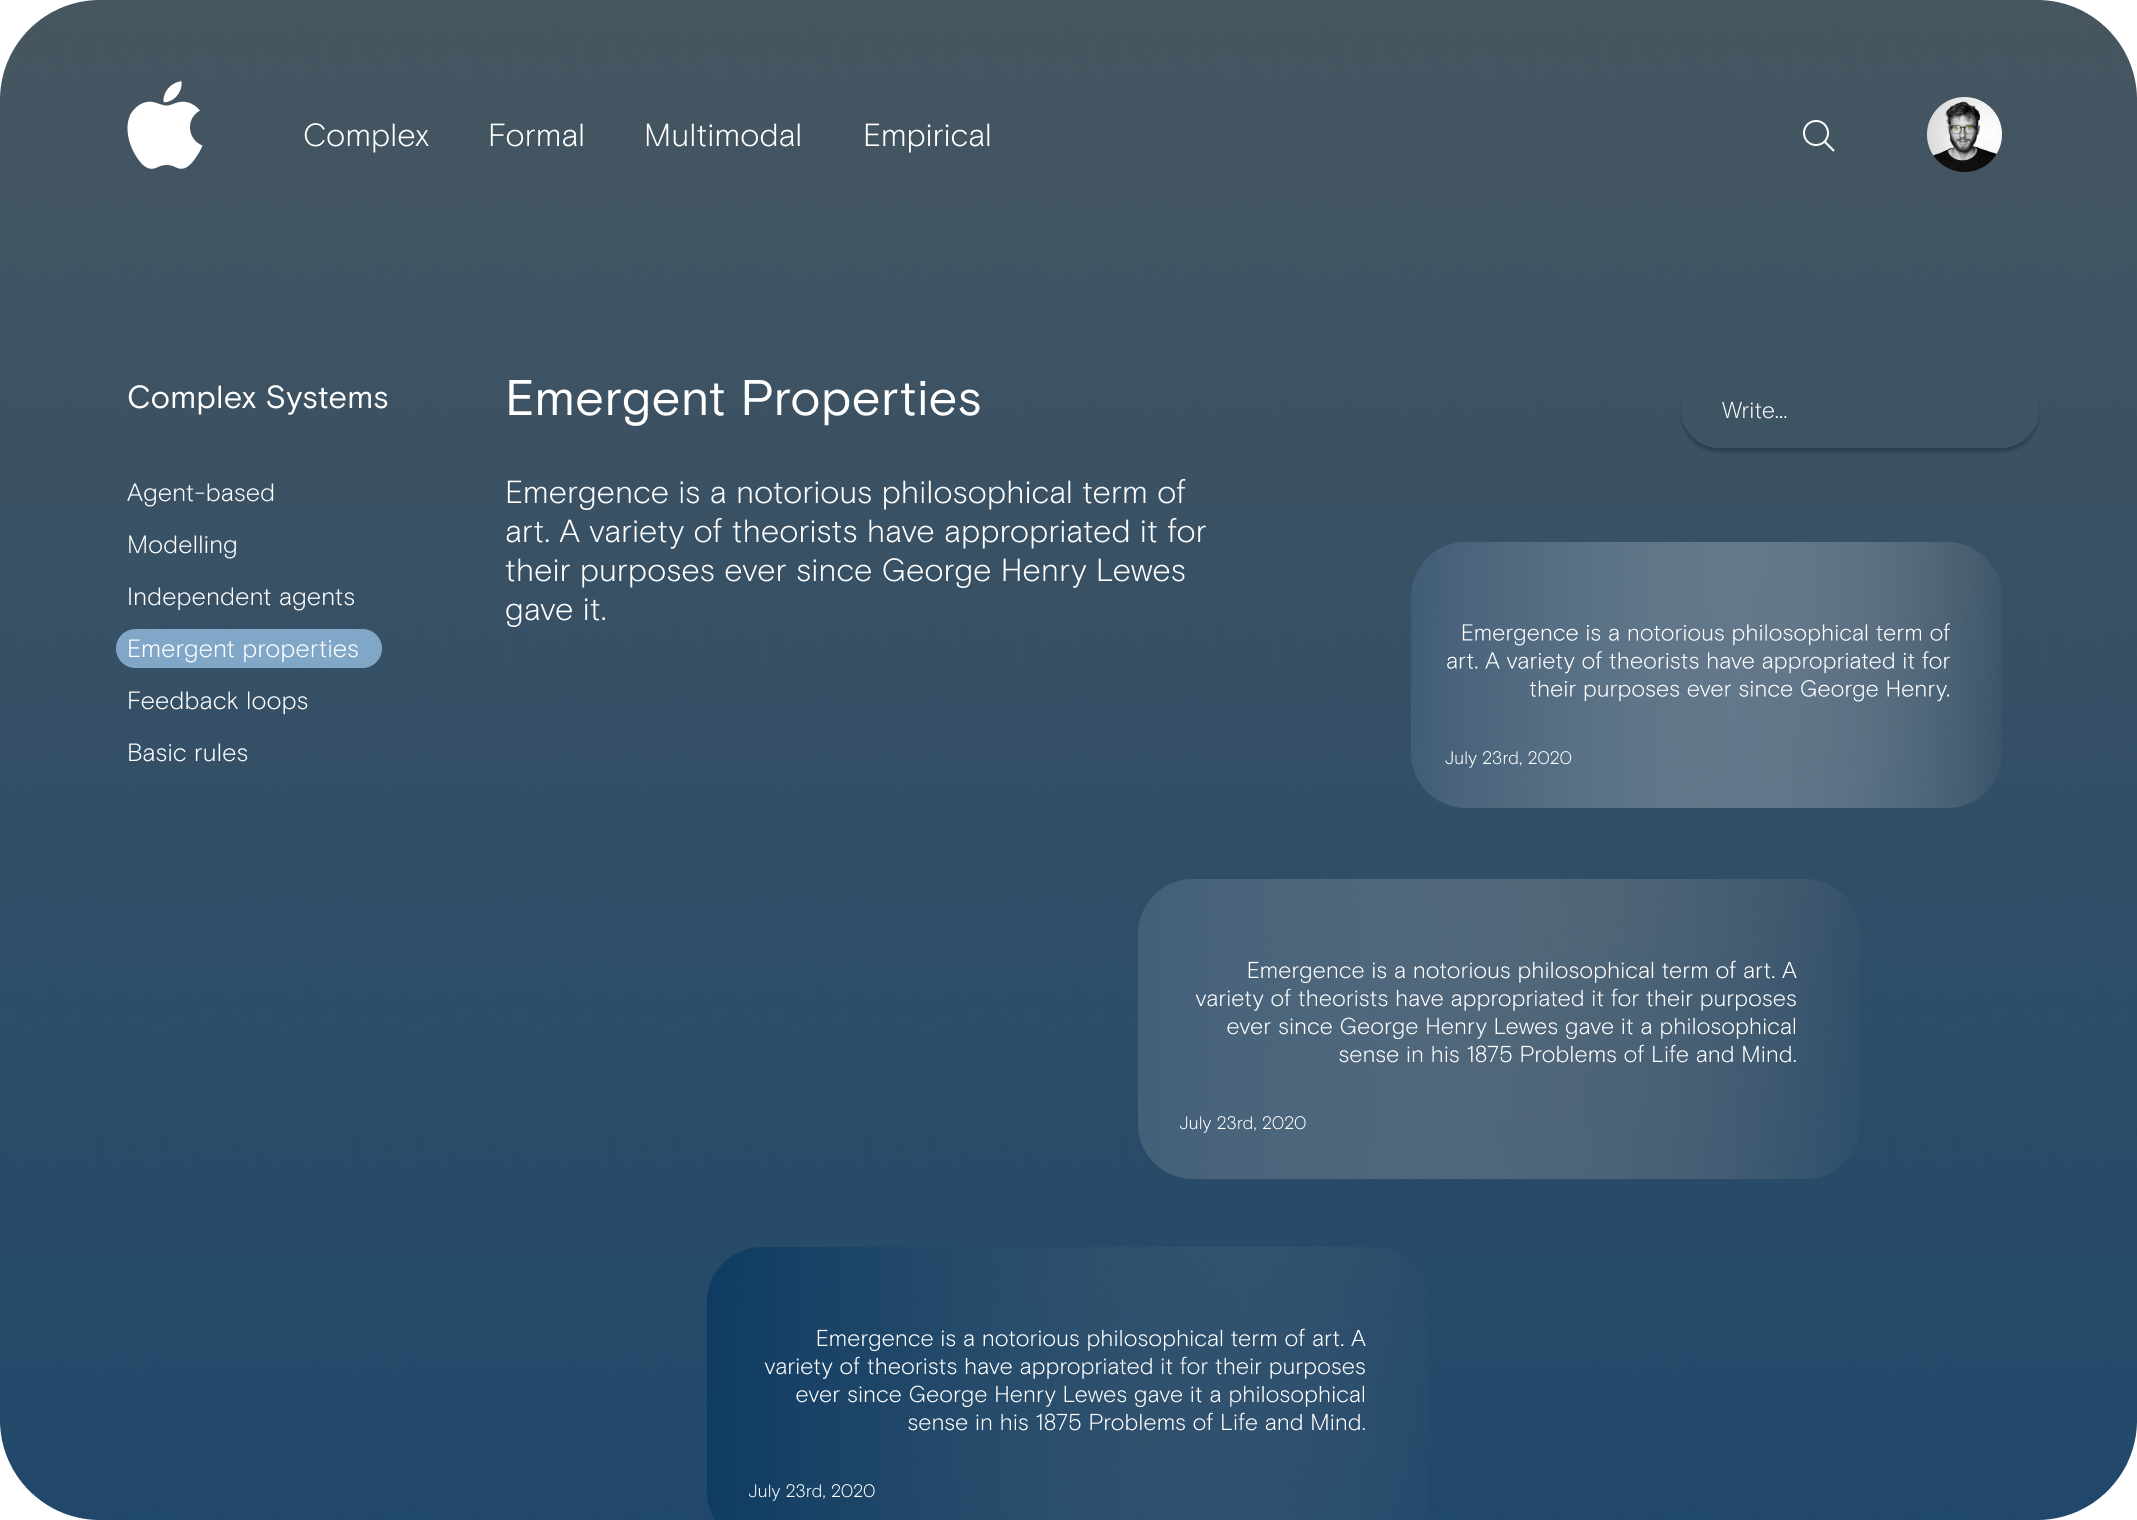 Complex
Formal
Multimodal
Empirical
Complex Systems
Agent-based
Modelling
Independent agents
Emergent properties
Feedback loops
Basic rules
Emergent Properties
Emergence is a notorious philosophical term of
art. A variety of theorists have appropriated it for
their purposes ever since George Henry Lewes
gave it.
Write...
Emergence is a notorious philosophical term of
art. A variety of theorists have appropriated it for
their purposes ever since George Henry.
July 23rd, 2020
Emergence is a notorious philosophical term of art. A
variety of theorists have appropriated it for their purposes
ever since George Henry Lewes gave it a philosophical
sense in his 1875 Problems of Life and Mind.
July 23rd, 2020
Emergence is a notorious philosophical term of art. A
variety of theorists have appropriated it for their purposes
ever since George Henry Lewes gave it a philosophical
sense in his 1875 Problems of Life and Mind.
July 23rd, 2020